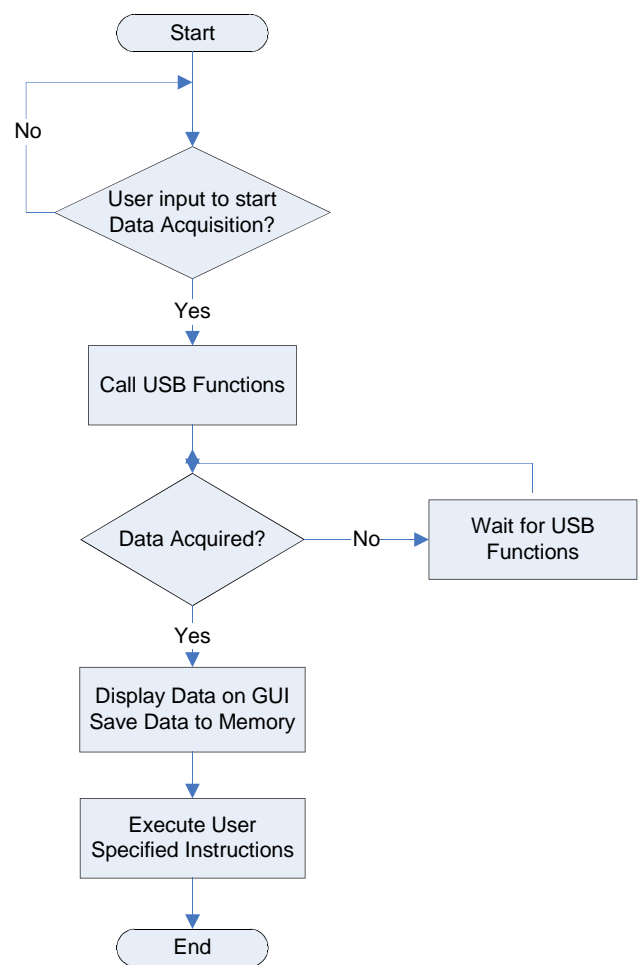 Start
No
User input to start
Data Acquisition?
Yes
Call USB Functions
Data Acquired?
No
Wait for USB
Functions
Yes
Display Data on GUI
Save Data to Memory
Execute User
Specified Instructions
End